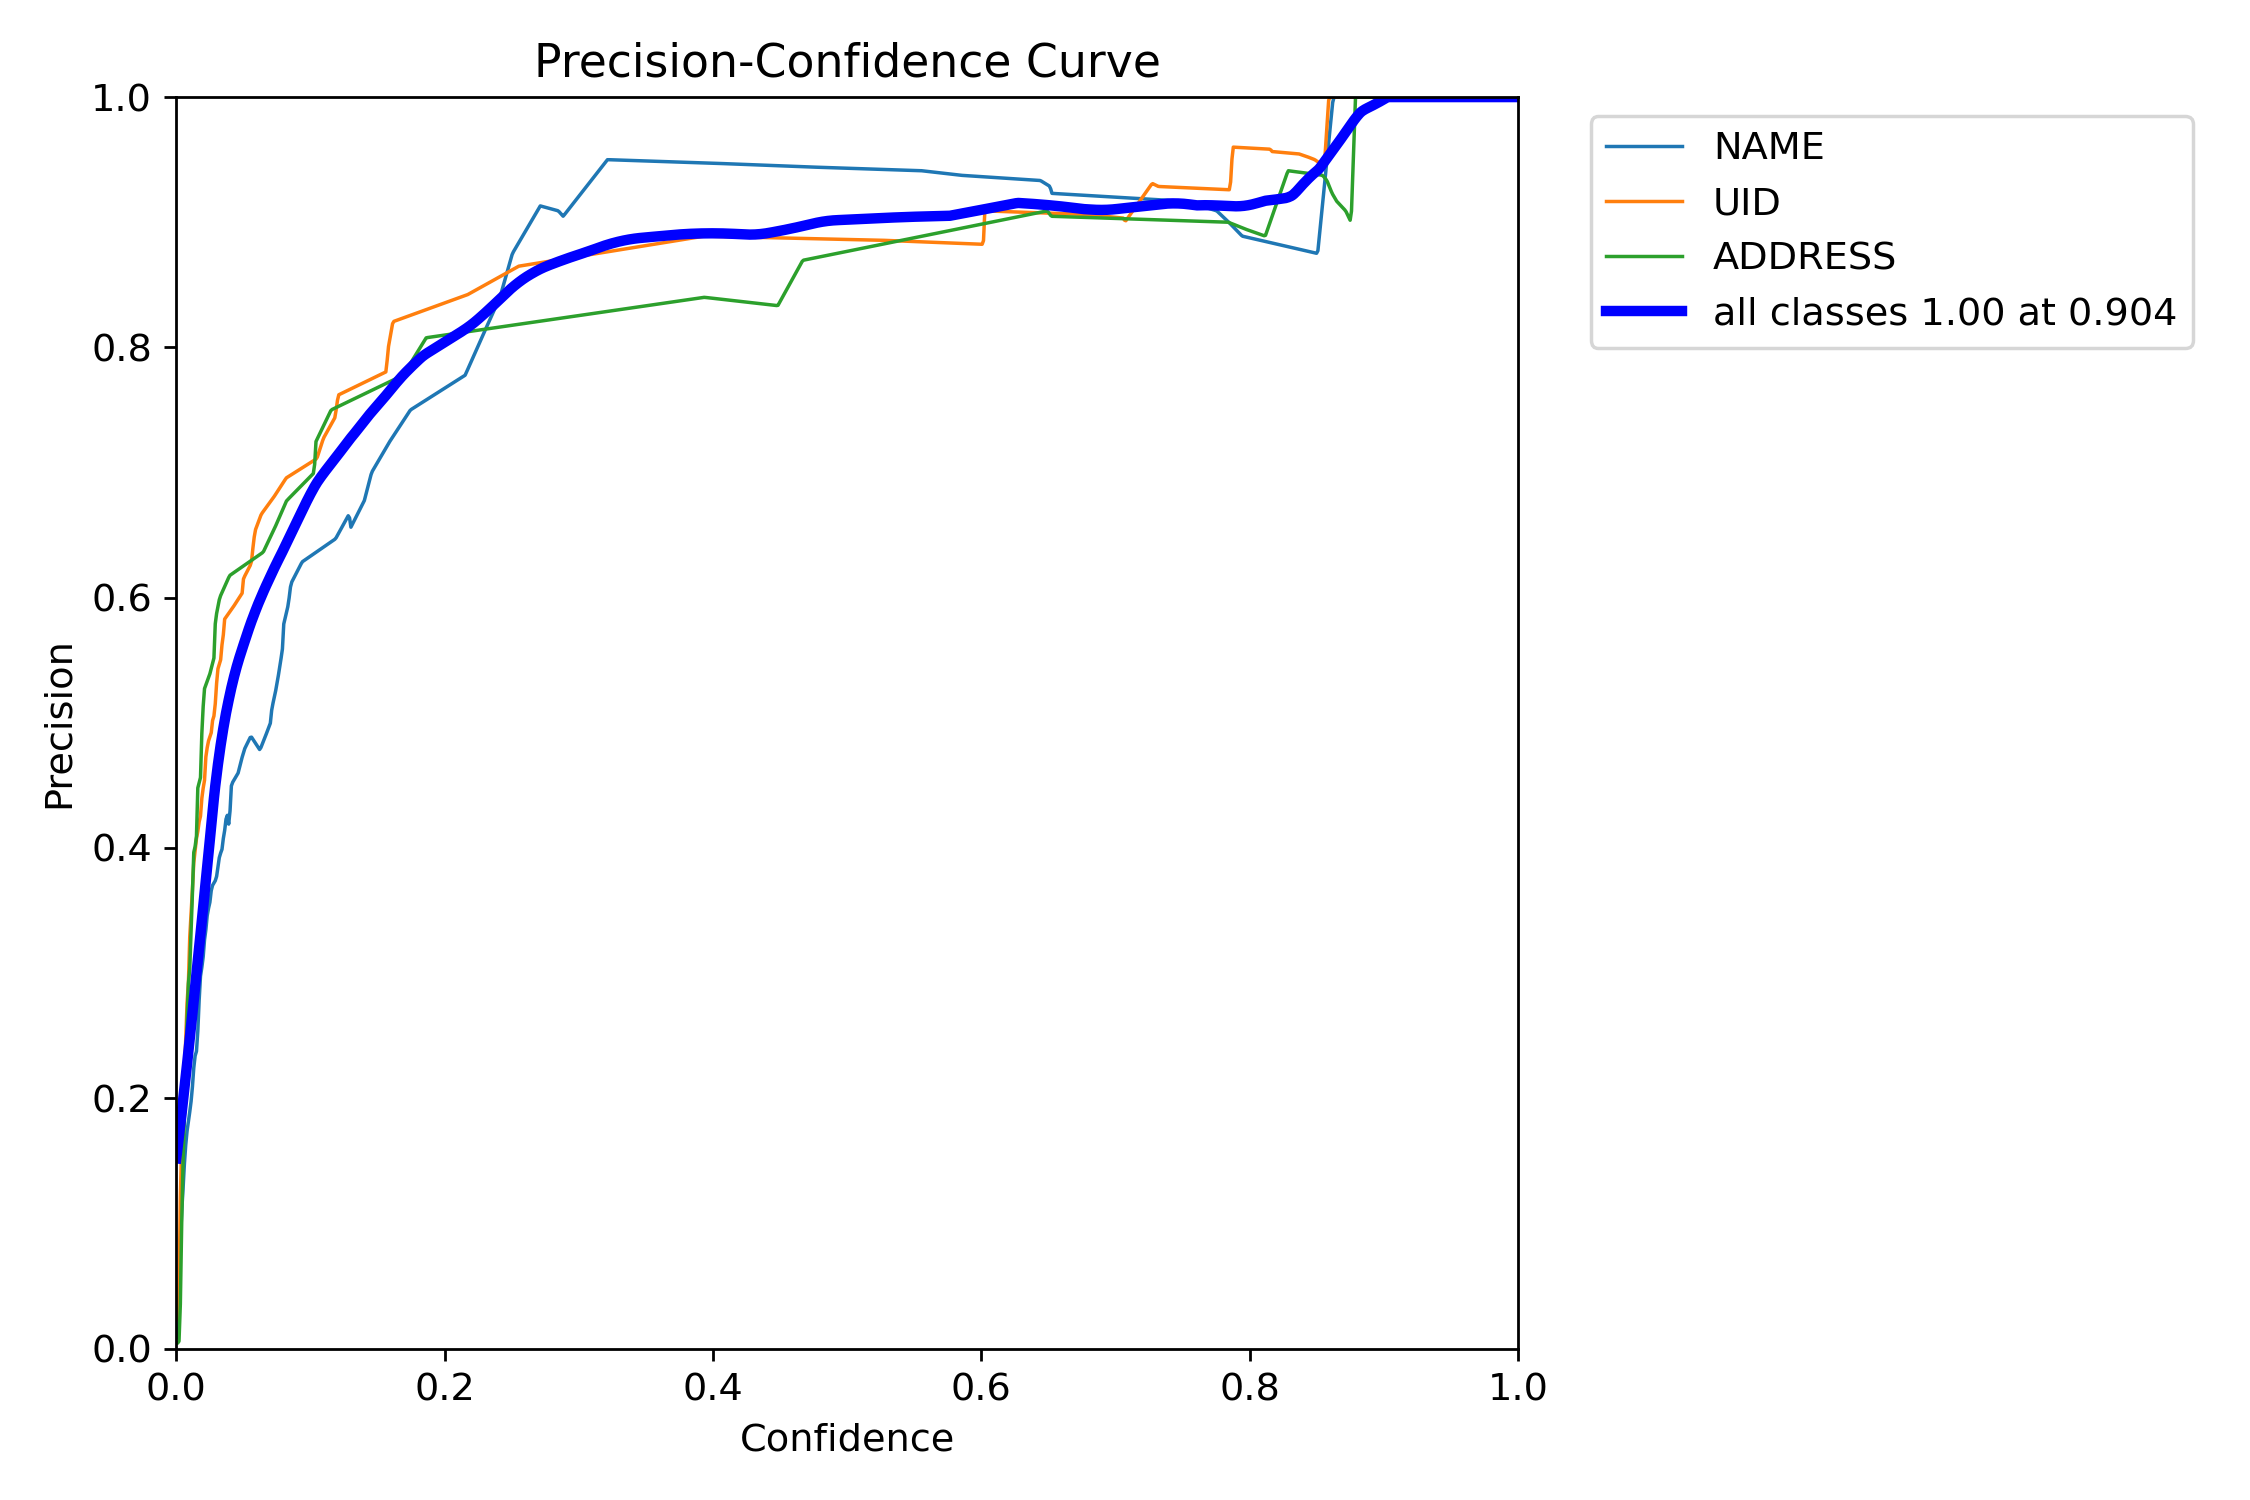 Precision-Confidence Curve
1.0
0.8
0.6
0.4
0.2
0.0
Precision
0.0 0.2 0.4 0.6 0.8 1.0
Confidence
NAME
UID
ADDRESS
all classes 1.00 at 0.904